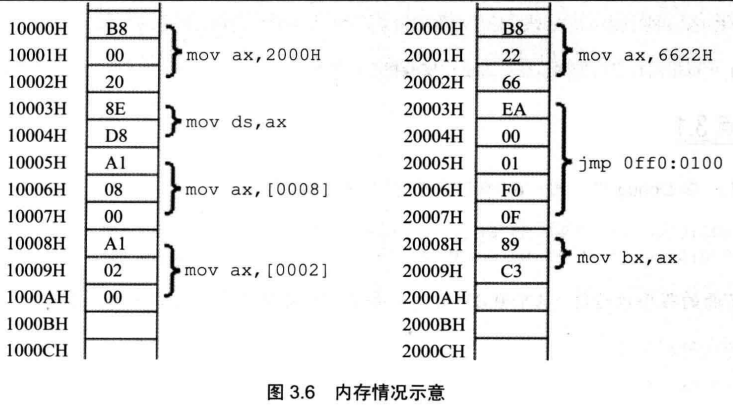 10000H B8 mov ax,2000H 20000H B8 mov ax,6622H
10001H 00 20001H 22
10002H 20 20002H 66
10003H 8E mov ds,ax 20003H EA jmp 0ff0:0100
10004H D8 20004H 00
10005H A1 mov ax,[0008] 20005H 01
10006H 08 20006H F0
10007H 00 20007H 0F
10008H A1 mov ax,[0002] 20008H 89 mov bx,ax
10009H 02 20009H C3
1000AH 00 2000AH
1000BH 2000BH
1000CH 2000CH
图 3.6 内存情况示意